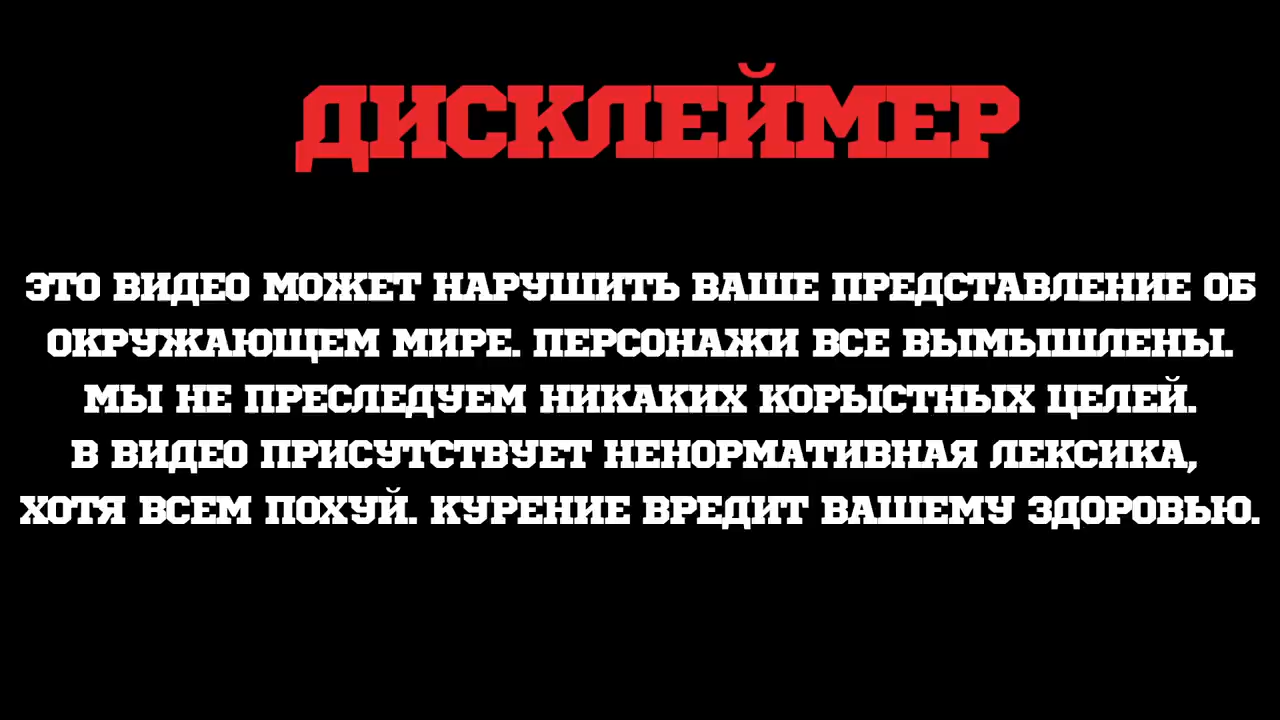 ДИСКЛЕЙМЕР
ЭТО ВИДЕО МОЖЕТ НАРУШИТЬ ВАШЕ ПРЕДСТАВЛЕНИЕ ОБ
ОКРУЖАЮЩЕМ МИРЕ. ПЕРСОНАЖИ ВСЕ ВЫМЫШЛЕНЫ.
МЫ НЕ ПРЕСЛЕДУЕМ НИКАКИХ КОРЫСТНЫХ ЦЕЛЕЙ.
В ВИДЕО ПРИСУТСТВУЕТ НЕНОРМАТИВНАЯ ЛЕКСИКА,
ХОТЯ ВСЕМ ПОХУЙ. КУРЕНИЕ ВРЕДИТ ВАШЕМУ ЗДОРОВЬЮ.